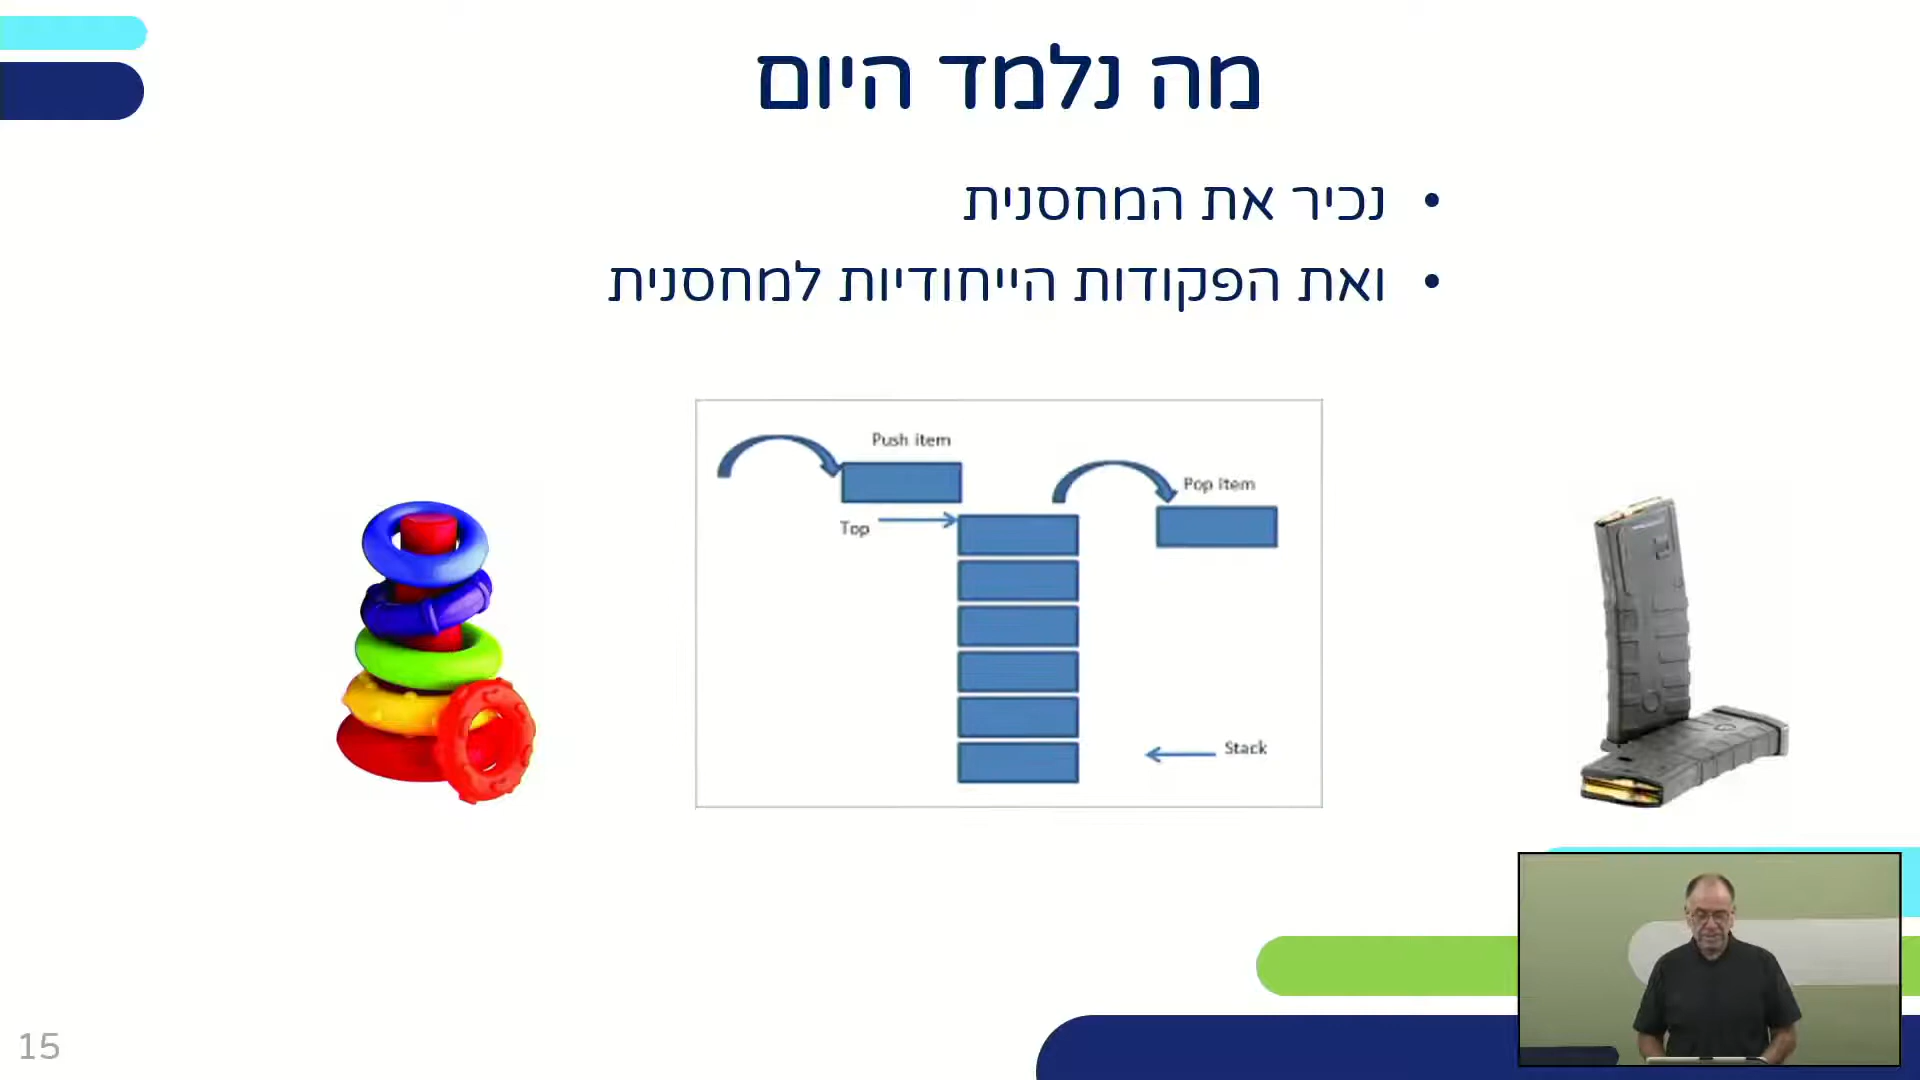 מה נלמד היום
• נכיר את המחסנית
• ואת הפקודות הייחודיות למחסנית
Push item
Pop Item
Top
Stack
15